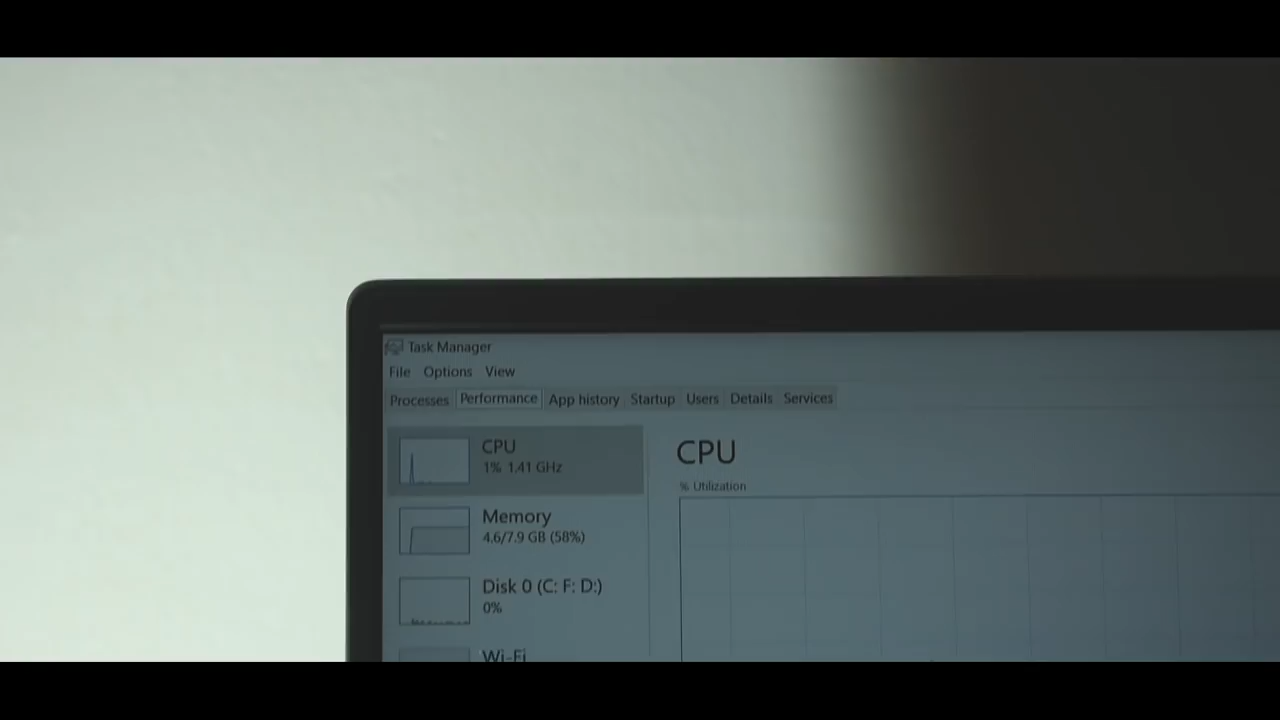 Task Manager
File Options View
Processes Performance App history Startup Users Details Services
CPU
1% 1.41 GHz
Memory
4.6/7.9 GB (58%)
Disk 0 (C: F: D:)
0%
Wi-Fi
CPU
% Utilization